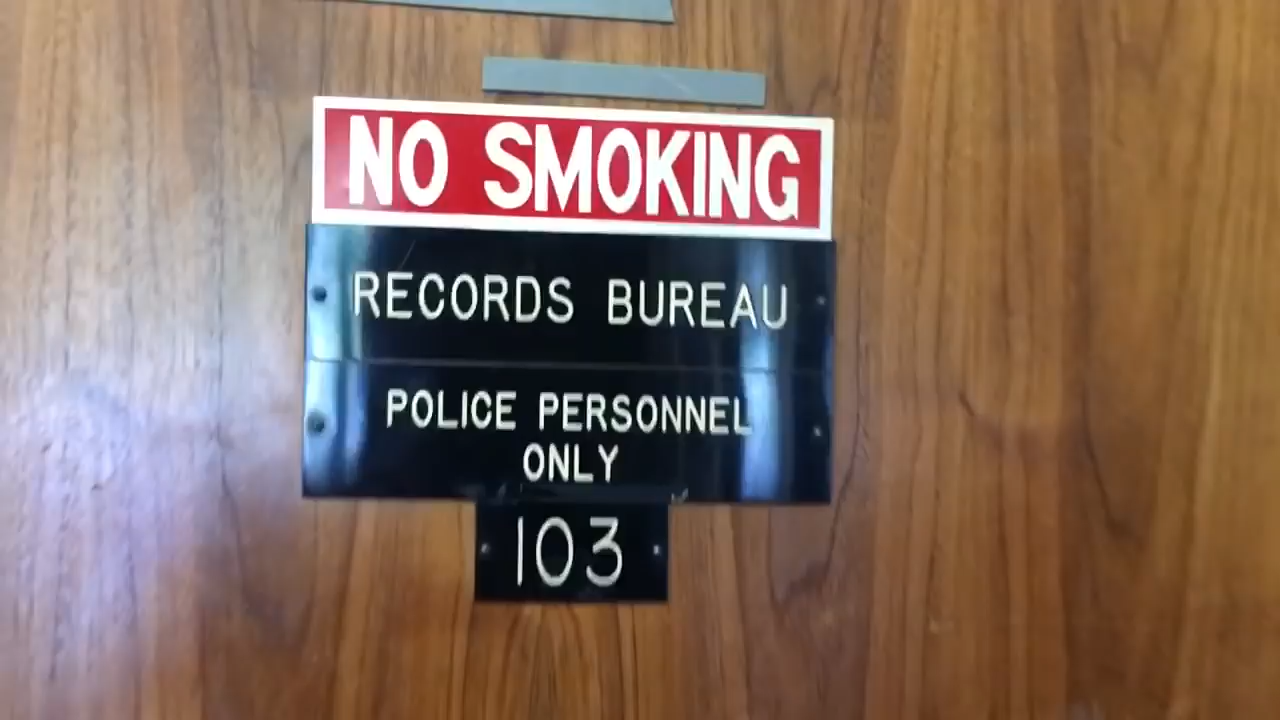 NO SMOKING
RECORDS BUREAU
POLICE PERSONNEL
ONLY
103